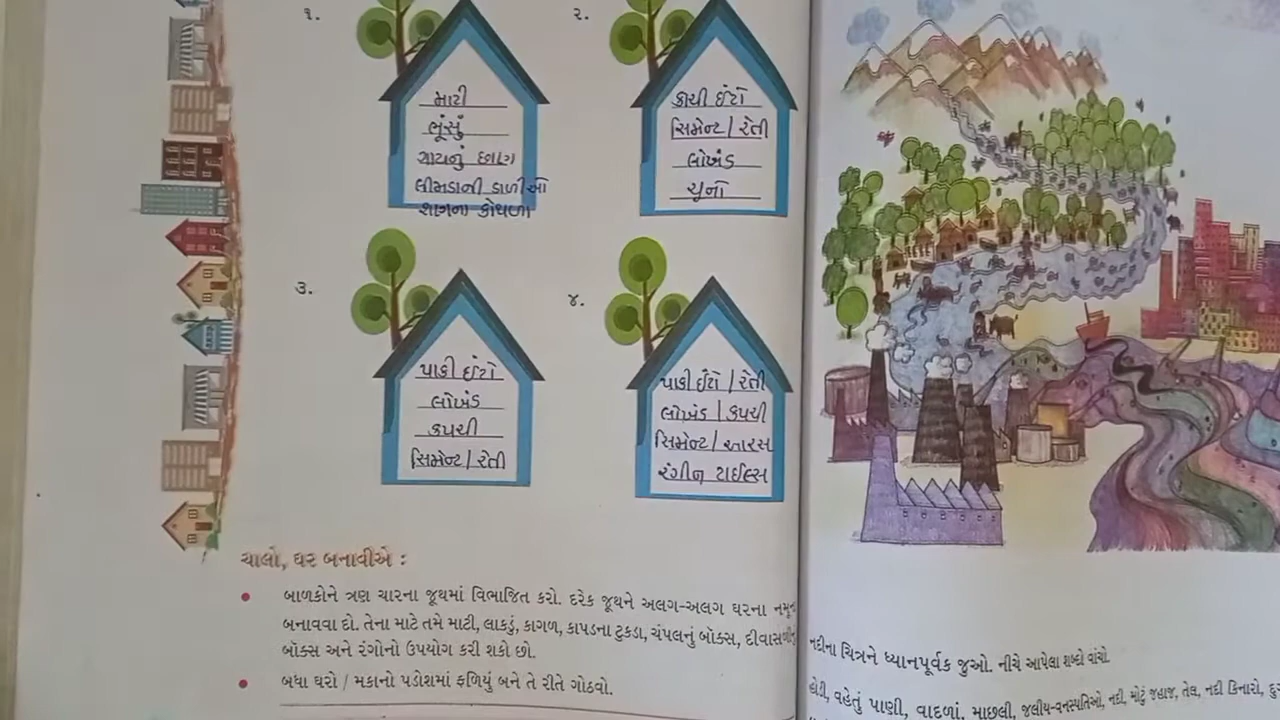 ૧.
માટી
ભૂંસું
ગાયનું છાણ
લીમડાની ડાળીઓ
શણના કોથળા
૨.
કાચી ઈંટો
સિમેન્ટ / રેતી
લોખંડ
ચૂનો
૩.
પાકી ઈંટો
લોખંડ
કપચી
સિમેન્ટ / રેતી
૪.
પાકી ઈંટો / રેતી
લોખંડ / કપચી
સિમેન્ટ / આરસ
રંગીન ટાઈલ્સ
ચાલો, ઘર બનાવીએ :
બાળકોને ત્રણ ચારના જૂથમાં વિભાજિત કરો. દરેક જૂથને અલગ-અલગ ઘરના
બનાવવા દો. તેના માટે તમે માટી, લાકડું, કાગળ, કાપડના ટુકડા, ચંપલનું બૉક્સ,
બૉક્સ અને રંગોનો ઉપયોગ કરી શકો છો.
બધા ઘરો / મકાનો પડોશમાં ફળિયું બને તે રીતે ગોઠવો.
નદીના ચિત્રને ધ્યાનપૂર્વક જુઓ. નીચે આપેલા શબ્દો વાંચો.
હોડી, વહેતું પાણી, વાદળાં, માછલી, જલીય-વનસ્પતિઓ, નદી, મોટું જહાજ, તેલ, નદી કિનારો,